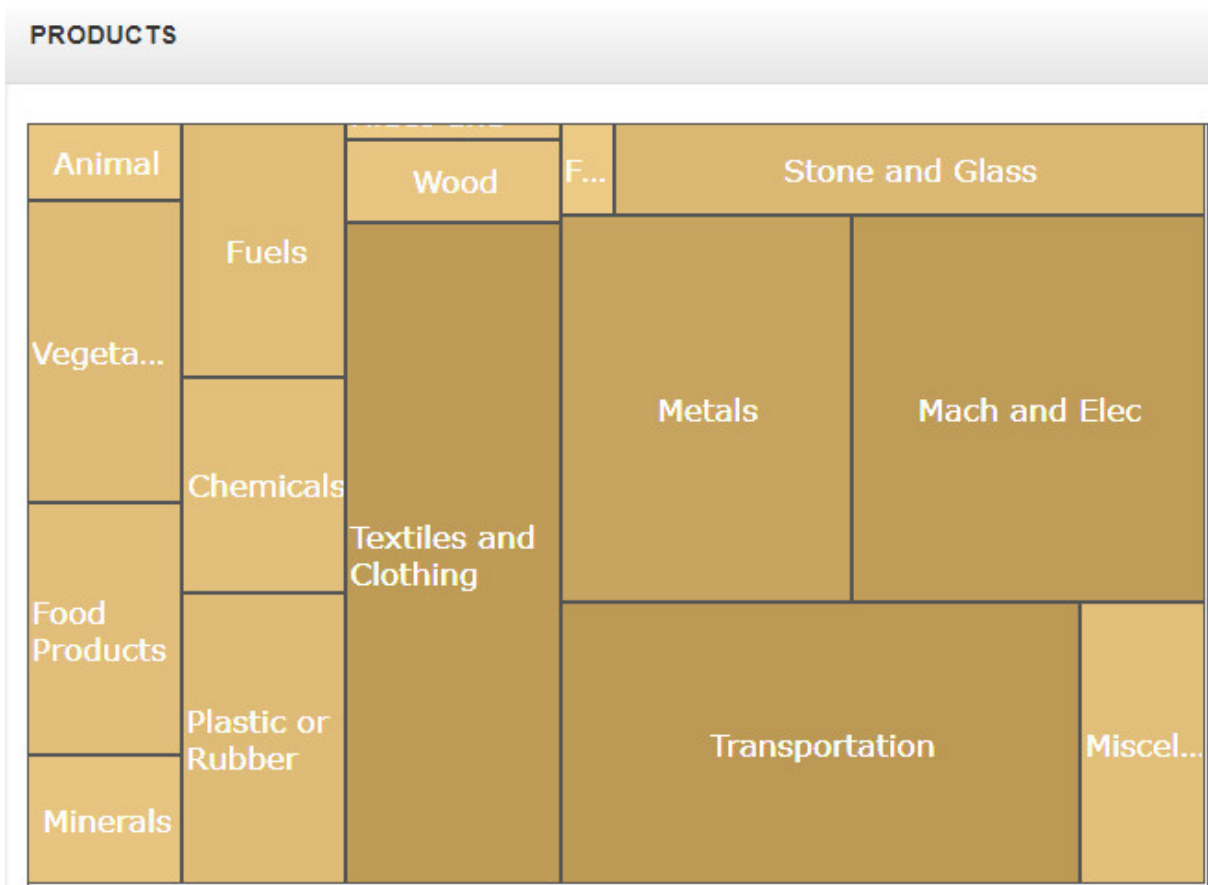 PRODUCTS
Animal
Wood
F...
Stone and Glass
Fuels
Vegeta...
Metals
Mach and Elec
Chemicals
Textiles and
Clothing
Food
Products
Plastic or
Rubber
Transportation
Miscel...
Minerals